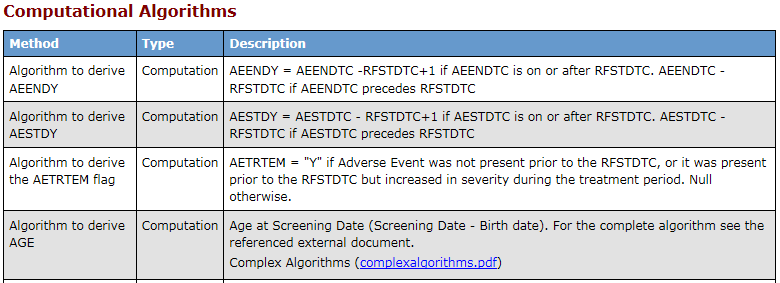 Computational Algorithms
Method Type Description
Algorithm to derive Computation AEENDY = AEENDTC -RFSTDTC+1 if AEENDTC is on or after RFSTDTC. AEENDTC -
AEENDY RFSTDTC if AEENDTC precedes RFSTDTC
Algorithm to derive Computation AESTDY = AESTDTC - RFSTDTC+1 if AESTDTC is on or after RFSTDTC. AESTDTC -
AESTDY RFSTDTC if AESTDTC precedes RFSTDTC
Algorithm to derive Computation AETRTEM = "Y" if Adverse Event was not present prior to the RFSTDTC, or it was present
the AETRTEM flag prior to the RFSTDTC but increased in severity during the treatment period. Null
otherwise.
Algorithm to derive Computation Age at Screening Date (Screening Date - Birth date). For the complete algorithm see the
AGE referenced external document.
Complex Algorithms (complexalgorithms.pdf)